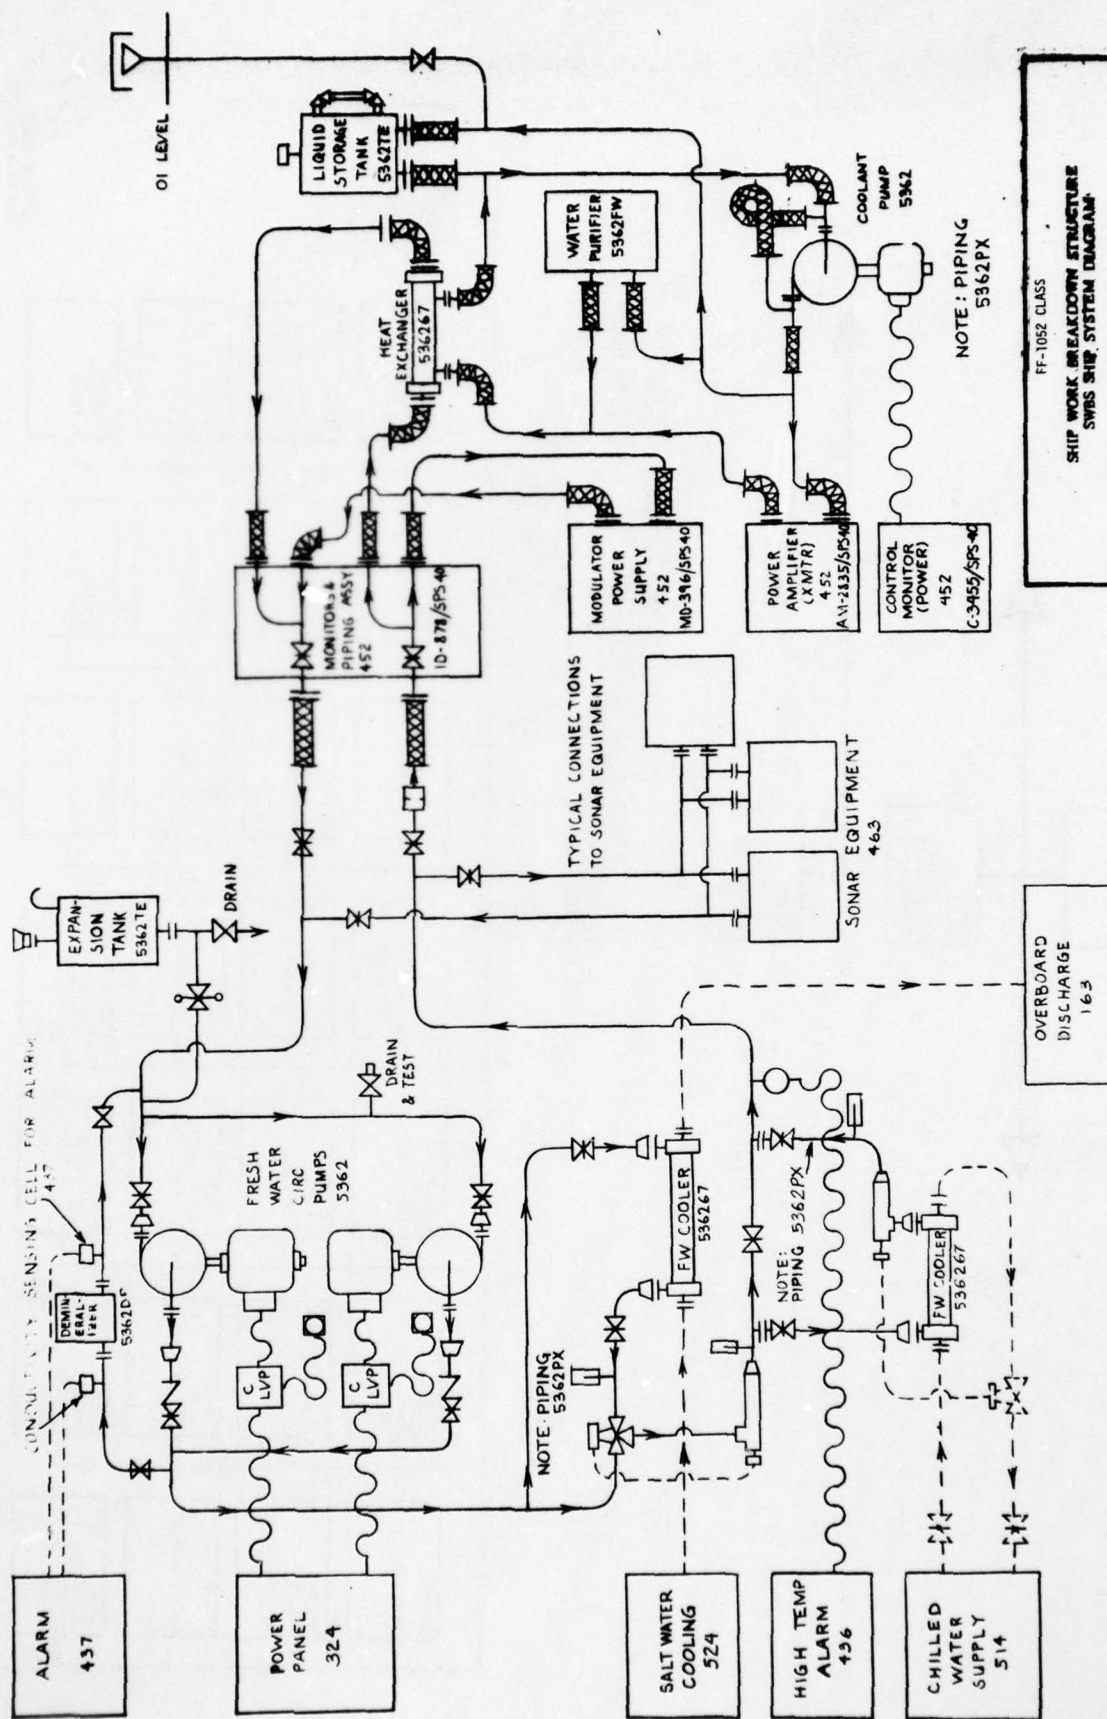 01 LEVEL
LIQUID
STORAGE
TANK
5362TE
HEAT
EXCHANGER
536267
WATER
PURIFIER
5362FW
COOLANT
PUMP
5362
NOTE: PIPING
5362PX
MONITORS &
PIPING ASSY
452
ID-878/SPS40
MODULATOR
POWER
SUPPLY
452
MD-396/SPS40
POWER
AMPLIFIER
(XMTR)
452
AM-2835/SPS40
CONTROL
MONITOR
(POWER)
452
C-3455/SPS40
TYPICAL CONNECTIONS
TO SONAR EQUIPMENT
SONAR EQUIPMENT
463
EXPAN-
SION
TANK
5362TE
DRAIN
OVERBOARD
DISCHARGE
163
CONDUCTIVITY SENSING CELL FOR ALARM
437
DEMIN-
ERAL-
IZER
DRAIN
& TEST
FRESH
WATER
CIRC
PUMPS
5362
C
LVP
C
LVP
FW COOLER
536267
NOTE:
PIPING 5362PX
NOTE: PIPING
5362PX
FW COOLER
536267
ALARM
437
POWER
PANEL
324
SALT WATER
COOLING
524
HIGH TEMP
ALARM
436
CHILLED
WATER
SUPPLY
514
FF-1052 CLASS
SHIP WORK BREAKDOWN STRUCTURE
SWBS SHIP SYSTEM DIAGRAM